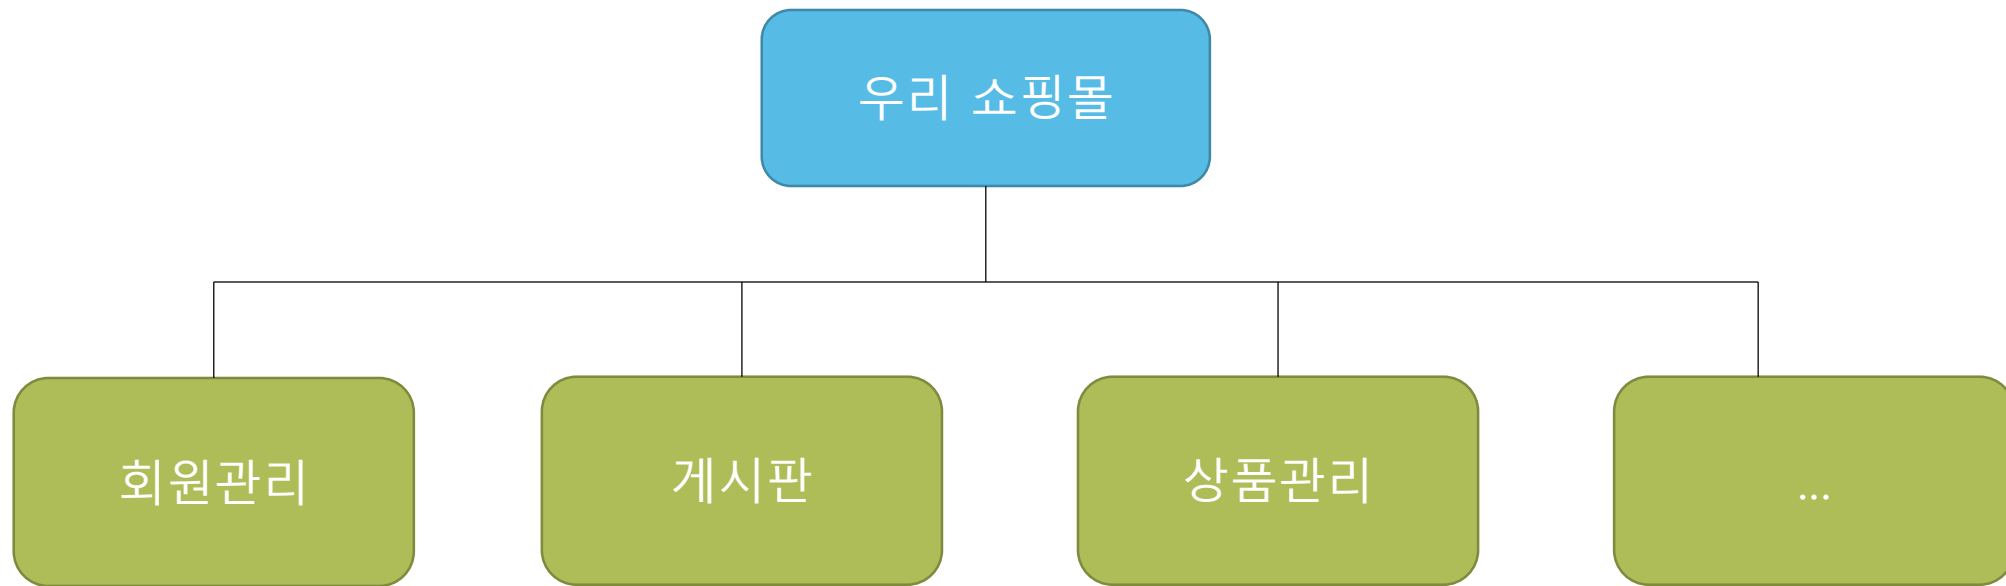 우리 쇼핑몰
회원관리
게시판
상품관리
...